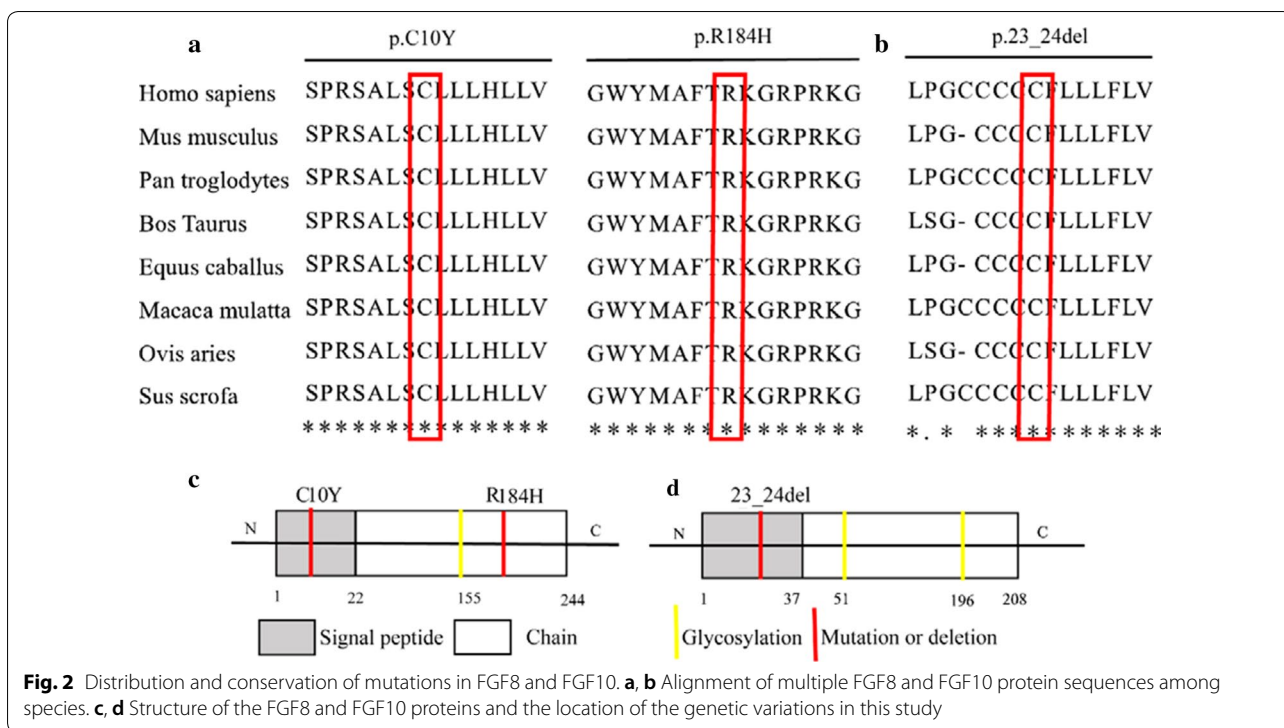 a p.C10Y p.R184H b p.23_24del
Homo sapiens SPRSALSCLLLHLLV GWYMAFTRKGRPRKG LPGCCCCCFLLLFLV
Mus musculus SPRSALSCLLLHLLV GWYMAFTRKGRPRKG LPG- CCCCFLLLFLV
Pan troglodytes SPRSALSCLLLHLLV GWYMAFTRKGRPRKG LPGCCCCCFLLLFLV
Bos Taurus SPRSALSCLLLHLLV GWYMAFTRKGRPRKG LSG- CCCCFLLLFLV
Equus caballus SPRSALSCLLLHLLV GWYMAFTRKGRPRKG LPG- CCCCFLLLFLV
Macaca mulatta SPRSALSCLLLHLLV GWYMAFTRKGRPRKG LPGCCCCCFLLLFLV
Ovis aries SPRSALSCLLLHLLV GWYMAFTRKGRPRKG LSG- CCCCFLLLFLV
Sus scrofa SPRSALSCLLLHLLV GWYMAFTRKGRPRKG LPGCCCCCFLLLFLV
*************** *************** *. * ***********
c C10Y R184H d 23_24del
N C N C
1 22 155 244 1 37 51 196 208
Signal peptide Chain Glycosylation Mutation or deletion
Fig. 2 Distribution and conservation of mutations in FGF8 and FGF10. a, b Alignment of multiple FGF8 and FGF10 protein sequences among
species. c, d Structure of the FGF8 and FGF10 proteins and the location of the genetic variations in this study